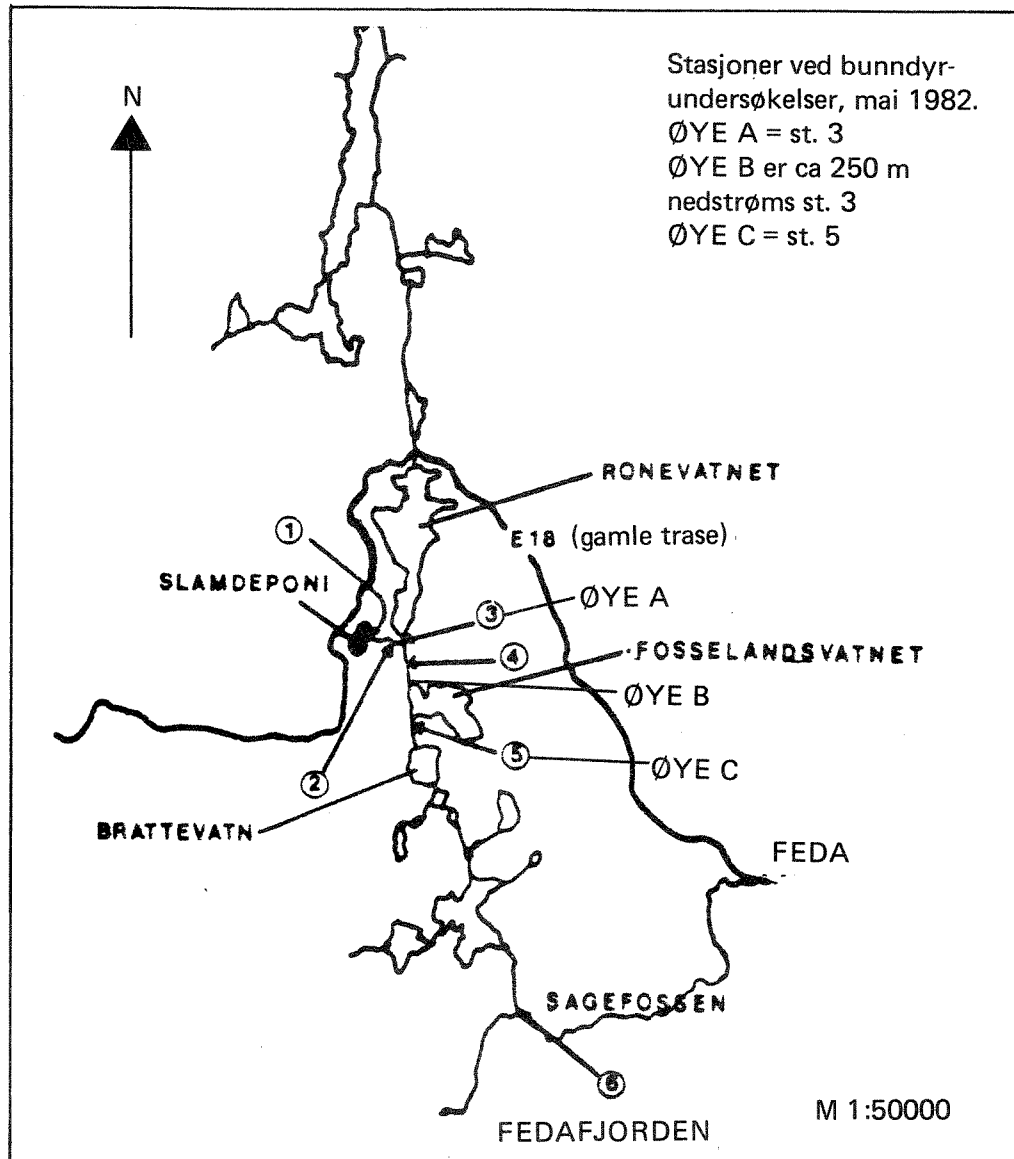 Stasjoner ved bunndyr-
undersøkelser, mai 1982.
ØYE A = st. 3
ØYE B er ca 250 m
nedstrøms st. 3
ØYE C = st. 5
N
RONEVATNET
E18 (gamle trase)
1
SLAMDEPONI
3 ØYE A
4
FOSSELANDSVATNET
ØYE B
5 ØYE C
2
BRATTEVATN
FEDA
SAGEFOSSEN
6
M 1:50000
FEDAFJORDEN